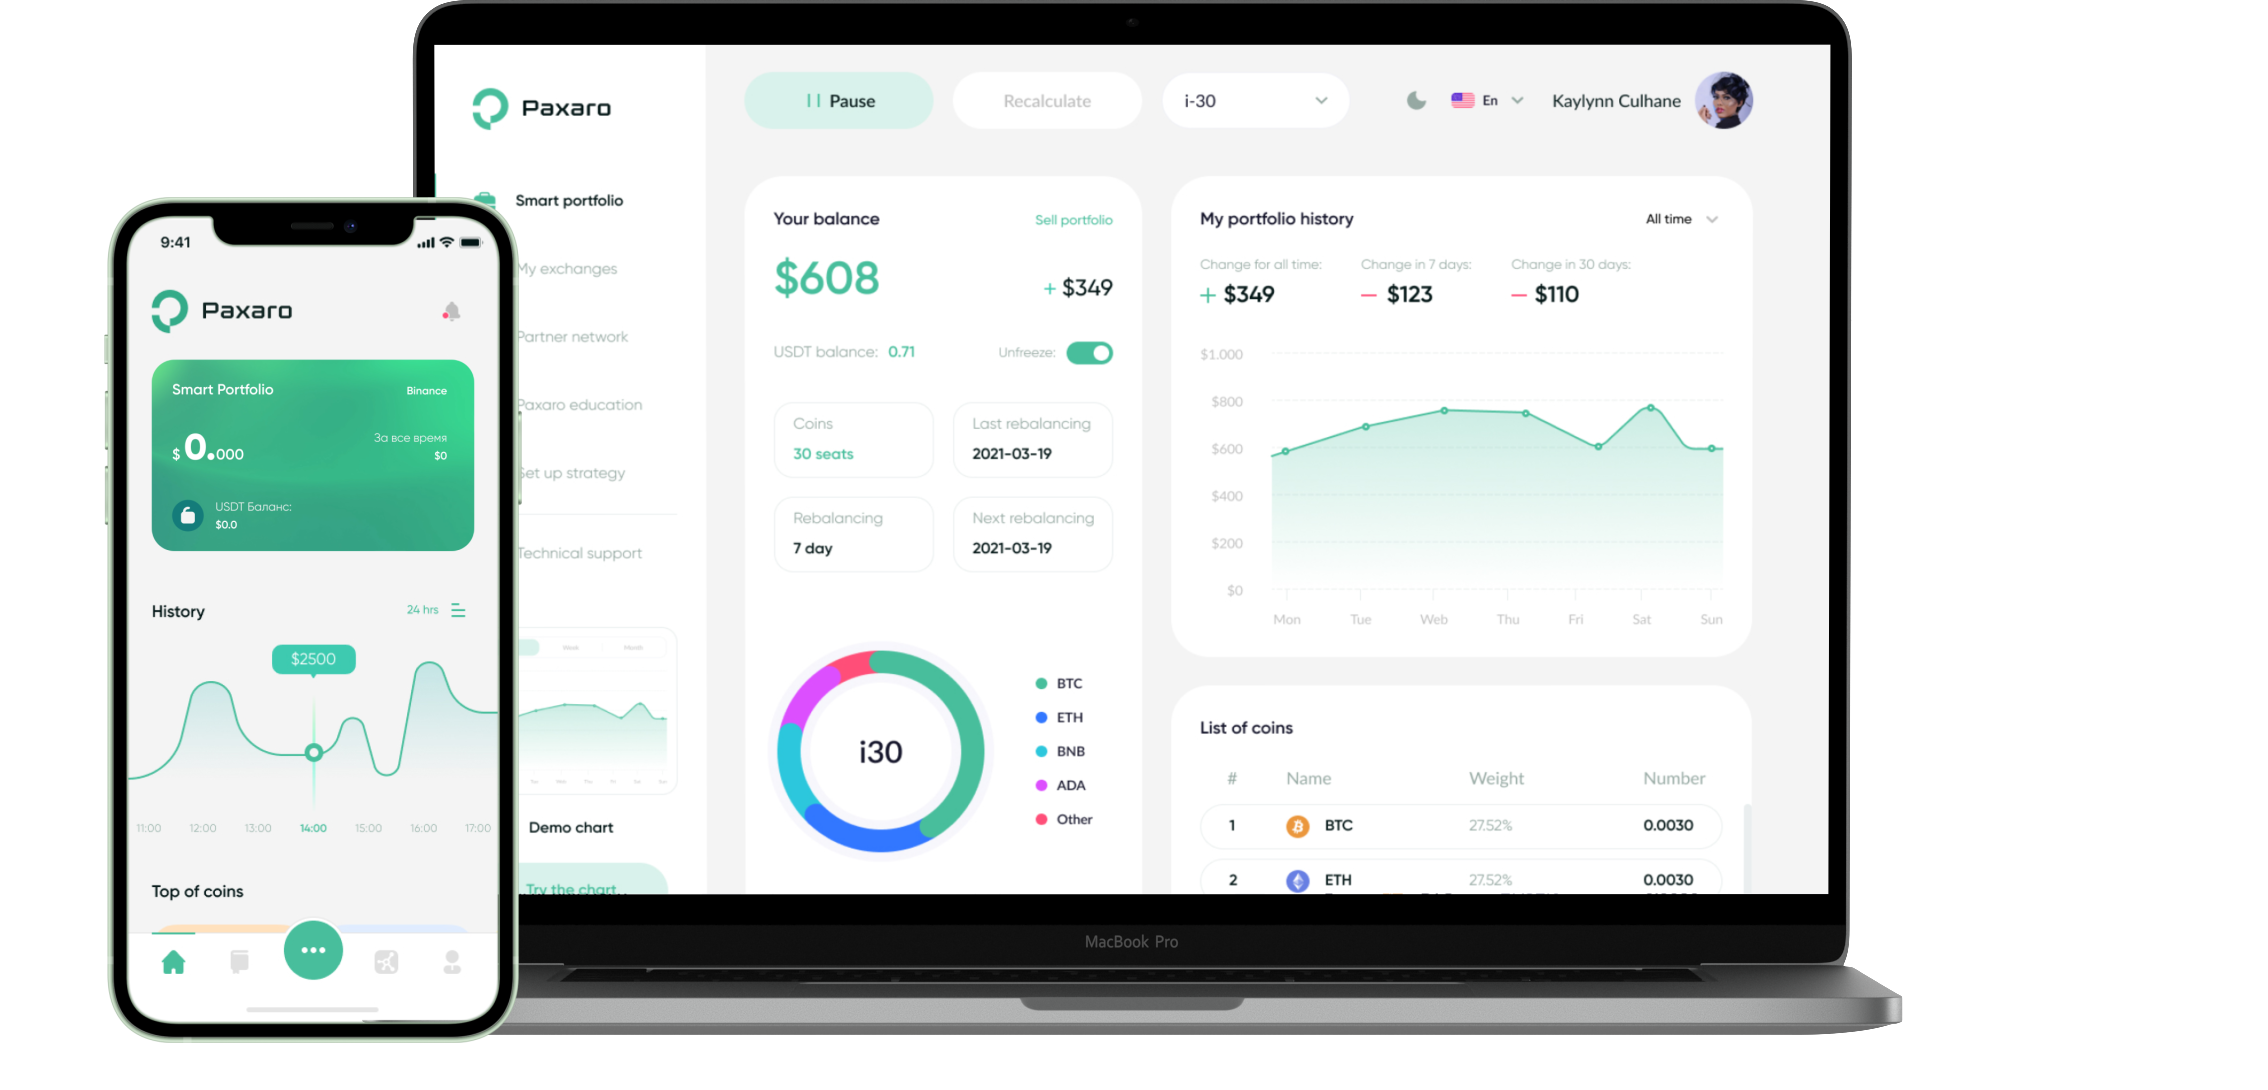 Paxaro
Smart portfolio
My exchanges
Partner network
Paxaro education
Set up strategy
Technical support
Week
Month
Demo chart
Try the chart
Pause
Recalculate
i-30
En
Kaylynn Culhane
Your balance
Sell portfolio
$608
+ $349
USDT balance: 0.71
Unfreeze:
Coins
30 seats
Last rebalancing
2021-03-19
Rebalancing
7 day
Next rebalancing
2021-03-19
i30
BTC
ETH
BNB
ADA
Other
My portfolio history
All time
Change for all time:
+ $349
Change in 7 days:
− $123
Change in 30 days:
− $110
$1.000
$800
$600
$400
$200
$0
Mon Tue Web Thu Fri Sat Sun
List of coins
# Name Weight Number
1 BTC 27.52% 0.0030
2 ETH 27.52% 0.0030
MacBook Pro
9:41
Paxaro
Smart Portfolio
Binance
$ 0.000
За все время
$0
USDT Баланс:
$0.0
History
24 hrs
$2500
11:00 12:00 13:00 14:00 15:00 16:00 17:00
Top of coins